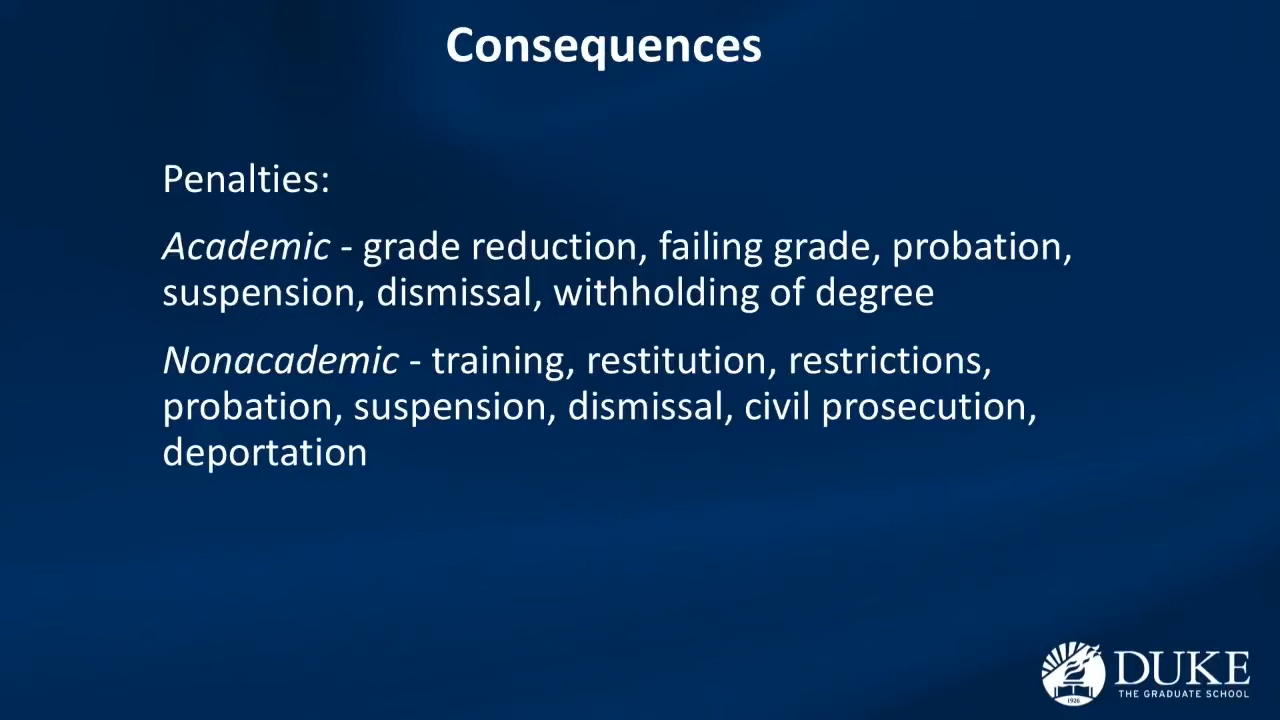 Consequences
Penalties:
Academic - grade reduction, failing grade, probation,
suspension, dismissal, withholding of degree
Nonacademic - training, restitution, restrictions,
probation, suspension, dismissal, civil prosecution,
deportation
DUKE
THE GRADUATE SCHOOL
1926